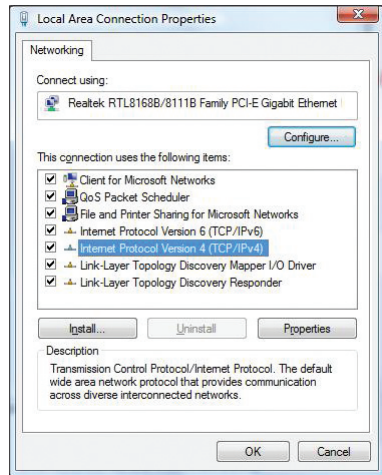 Local Area Connection Properties
Networking
Connect using:
Realtek RTL8168B/8111B Family PCI-E Gigabit Ethernet
Configure...
This connection uses the following items:
Client for Microsoft Networks
QoS Packet Scheduler
File and Printer Sharing for Microsoft Networks
Internet Protocol Version 6 (TCP/IPv6)
Internet Protocol Version 4 (TCP/IPv4)
Link-Layer Topology Discovery Mapper I/O Driver
Link-Layer Topology Discovery Responder
Install...
Uninstall
Properties
Description
Transmission Control Protocol/Internet Protocol. The default
wide area network protocol that provides communication
across diverse interconnected networks.
OK
Cancel